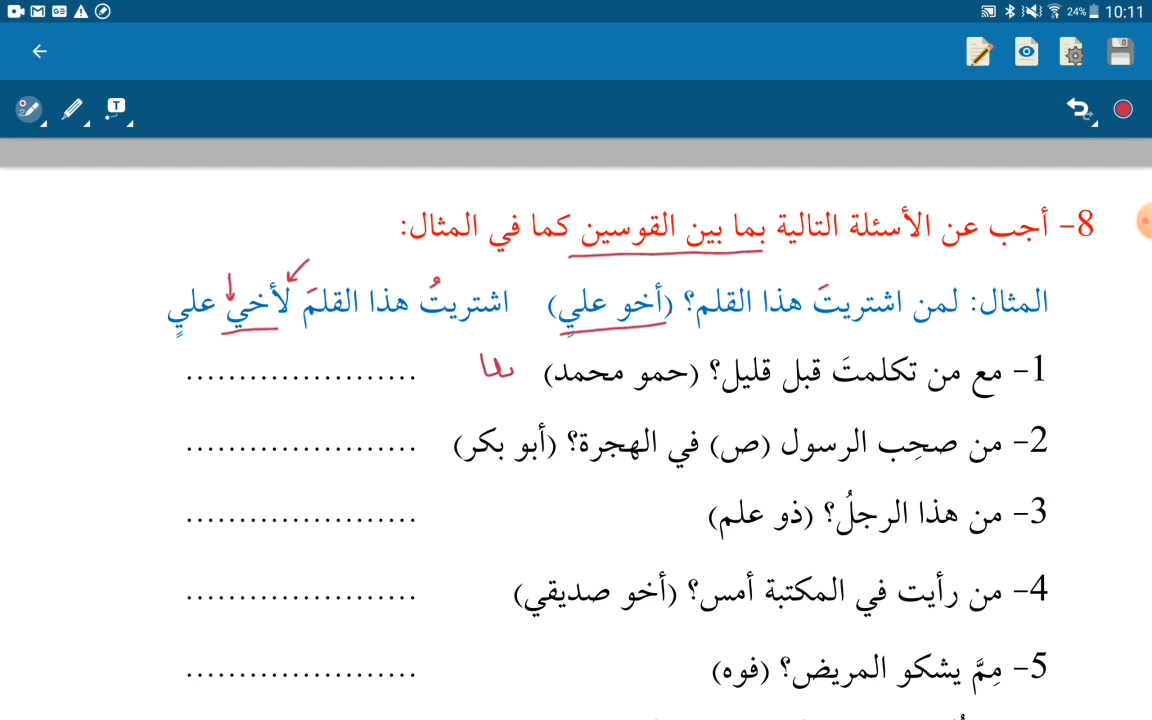 24% 10:11
8- أجب عن الأسئلة التالية بما بين القوسين كما في المثال:
المثال: لمن اشتريتَ هذا القلم؟ (أخو علي) اشتريتُ هذا القلمَ لأخي عليٍ
1- مع من تكلمتَ قبل قليل؟ (حمو محمد) .....................
2- من صحِب الرسول (ص) في الهجرة؟ (أبو بكر) .....................
3- من هذا الرجلُ؟ (ذو علم) .....................
4- من رأيت في المكتبة أمس؟ (أخو صديقي) .....................
5- مِمَّ يشكو المريض؟ (فوه) .....................